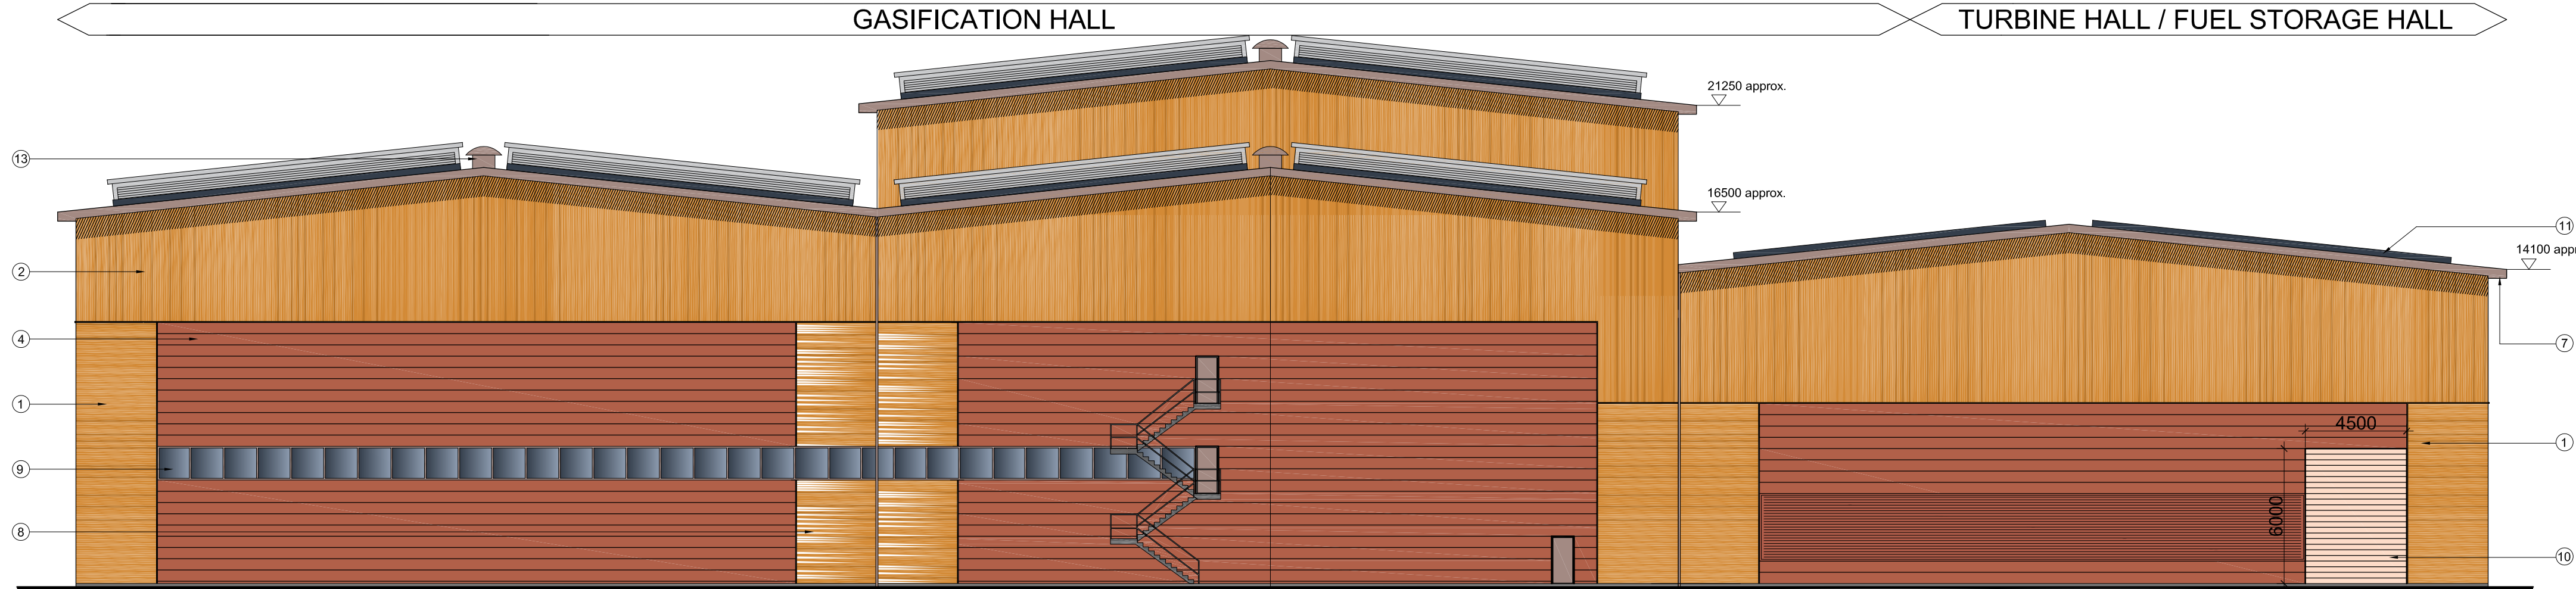 GASIFICATION HALL
TURBINE HALL / FUEL STORAGE HALL
21250 approx.
13
16500 approx.
11
14100 appr
2
4
7
1
4500
1
9
6000
8
10